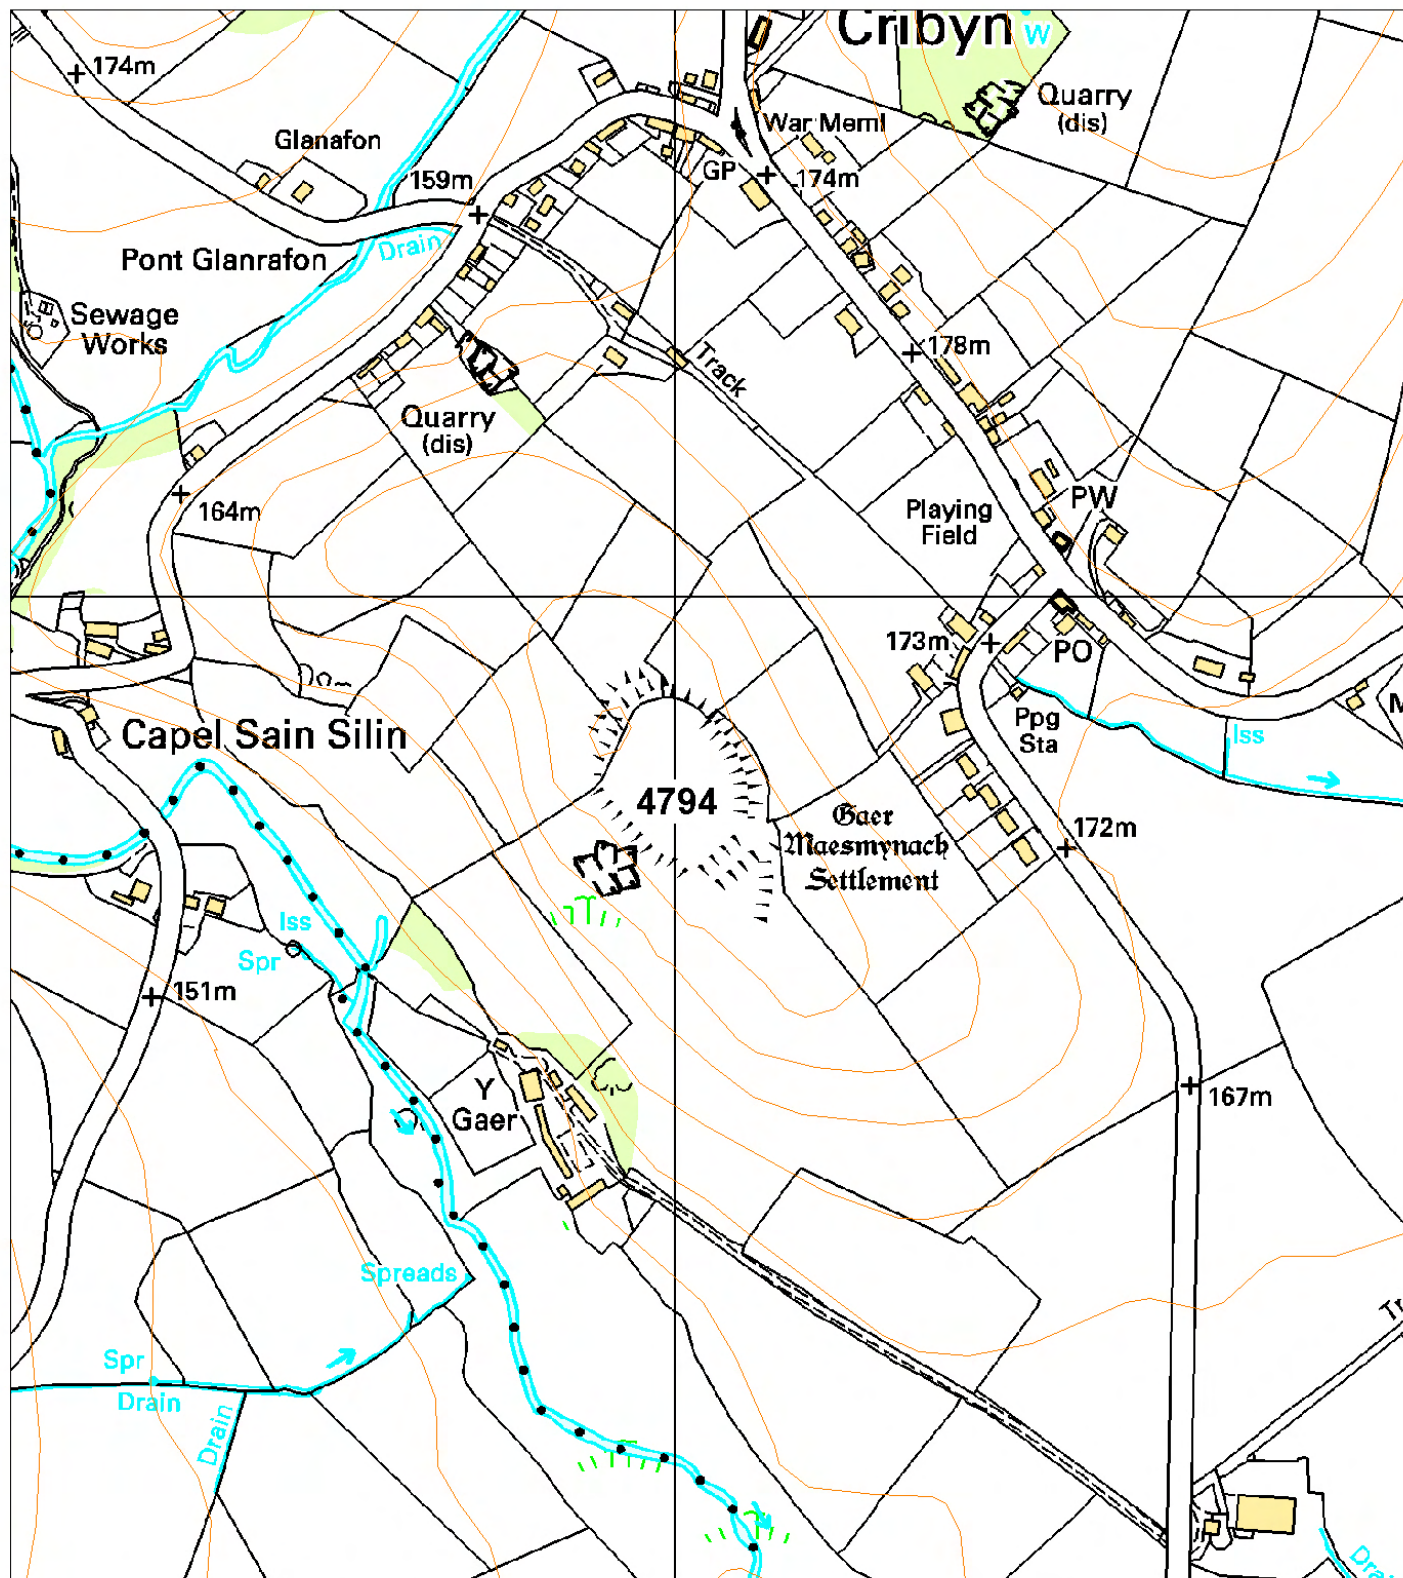 Cribyn
W
174m
Quarry
(dis)
War Meml
Glanafon
159m
GP
174m
Drain
Pont Glanrafon
Sewage
Works
178m
Track
Quarry
(dis)
164m
PW
Playing
Field
173m
PO
Ppg
Sta
M
Iss
Capel Sain Silin
4794
Gaer
Maesmynach
Settlement
172m
Iss
Spr
151m
Y
Gaer
167m
Spreads
Spr
Drain
Drain
Tr
Drai